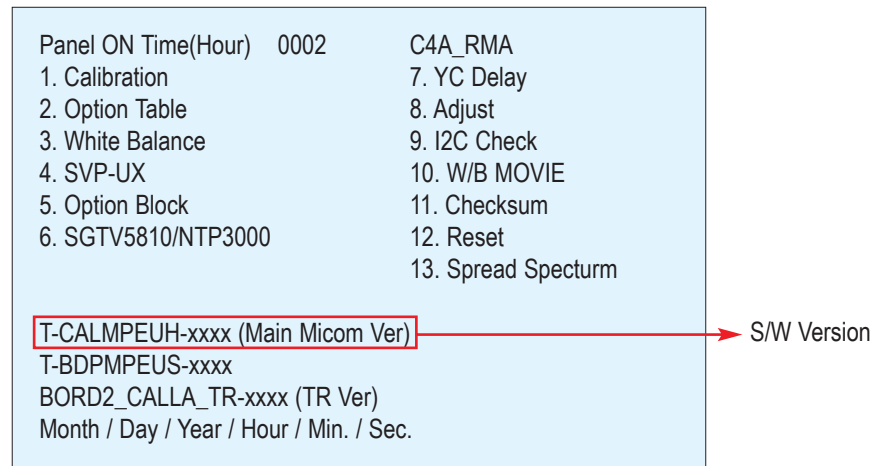 Panel ON Time(Hour) 0002 C4A_RMA
1. Calibration 7. YC Delay
2. Option Table 8. Adjust
3. White Balance 9. I2C Check
4. SVP-UX 10. W/B MOVIE
5. Option Block 11. Checksum
6. SGTV5810/NTP3000 12. Reset
13. Spread Specturm
T-CALMPEUH-xxxx (Main Micom Ver) S/W Version
T-BDPMPEUS-xxxx
BORD2_CALLA_TR-xxxx (TR Ver)
Month / Day / Year / Hour / Min. / Sec.